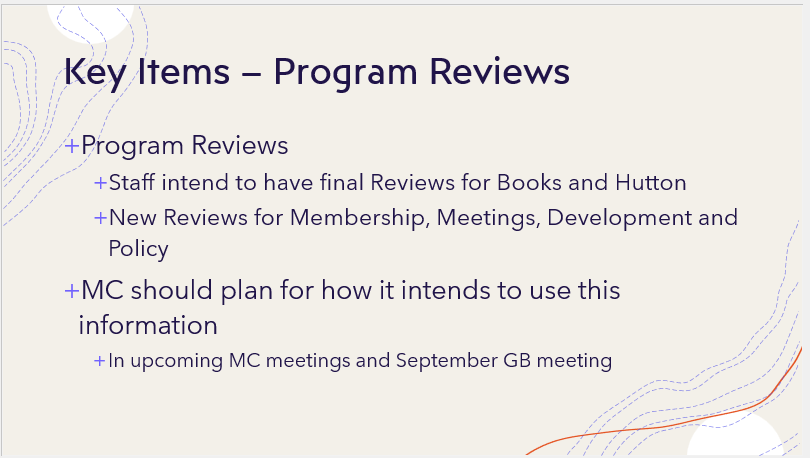 Key Items – Program Reviews
+Program Reviews
+Staff intend to have final Reviews for Books and Hutton
+New Reviews for Membership, Meetings, Development and
Policy
+MC should plan for how it intends to use this
information
+In upcoming MC meetings and September GB meeting